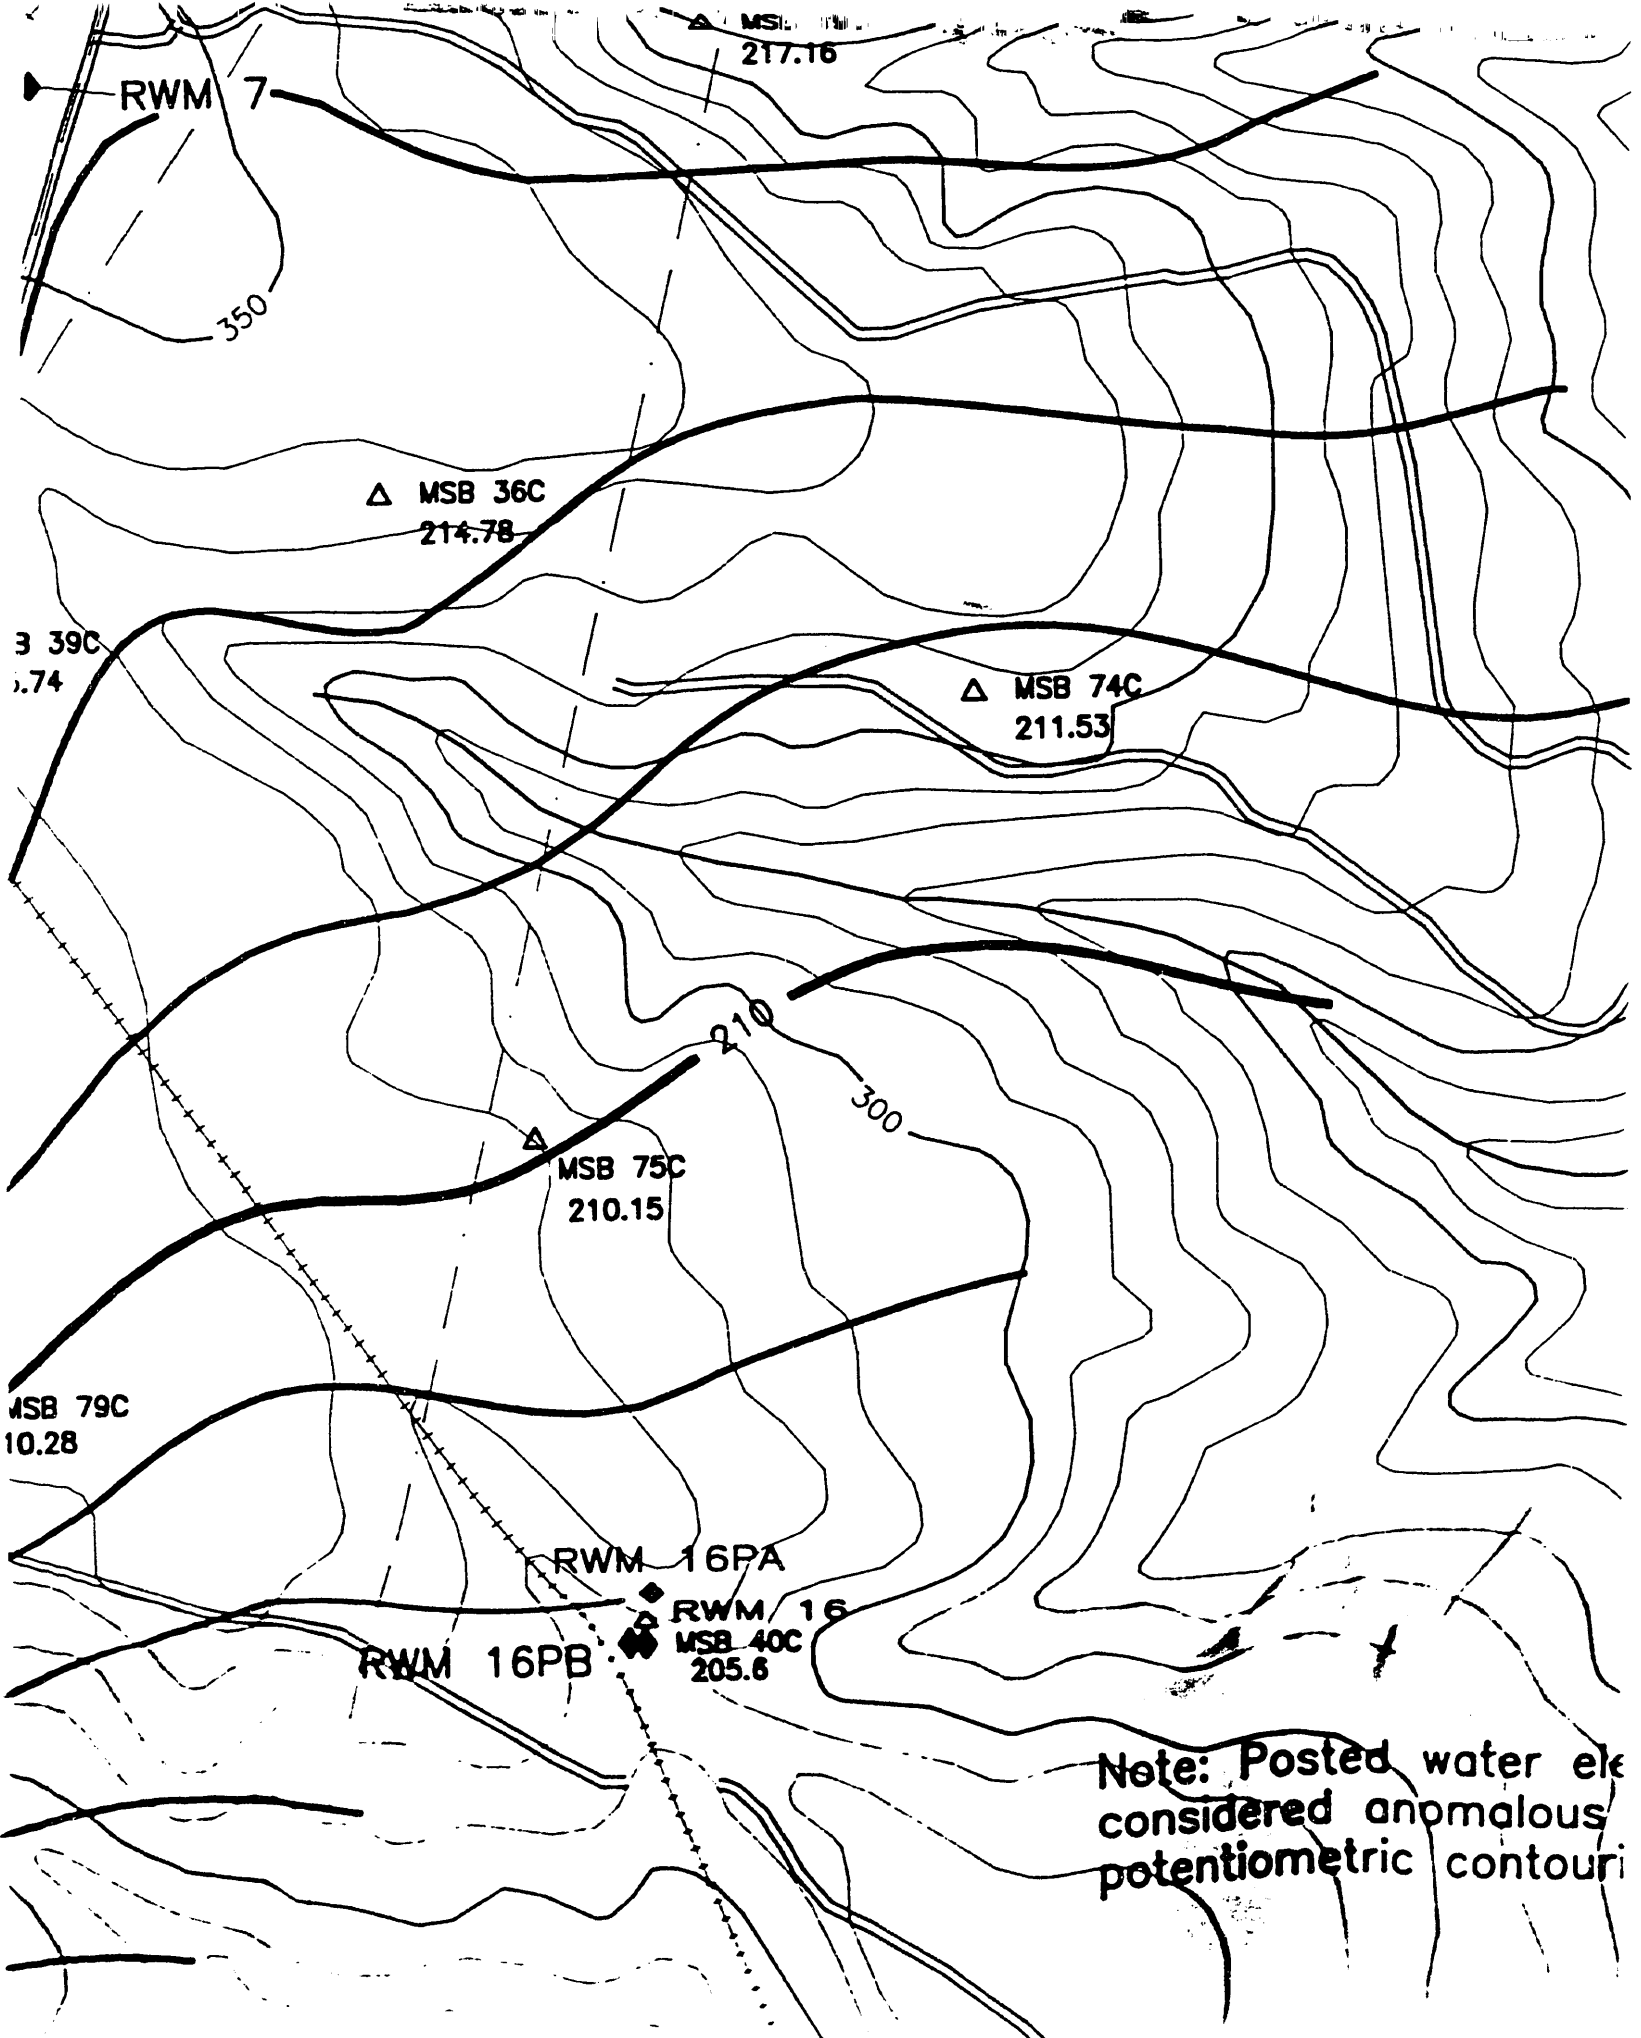 217.16
RWM 7
350
MSB 36C
214.78
39C
.74
MSB 74C
211.53
210
300
MSB 75C
210.15
MSB 79C
10.28
RWM 16PA
RWM 16
MSB 40C
205.6
RWM 16PB
Note: Posted water
considered anomalous
potentiometric